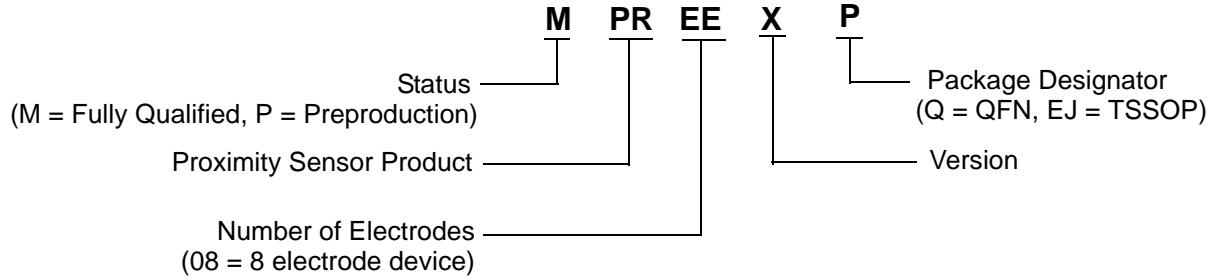 M PR EE X P
Status
(M = Fully Qualified, P = Preproduction)
Package Designator
(Q = QFN, EJ = TSSOP)
Proximity Sensor Product
Version
Number of Electrodes
(08 = 8 electrode device)